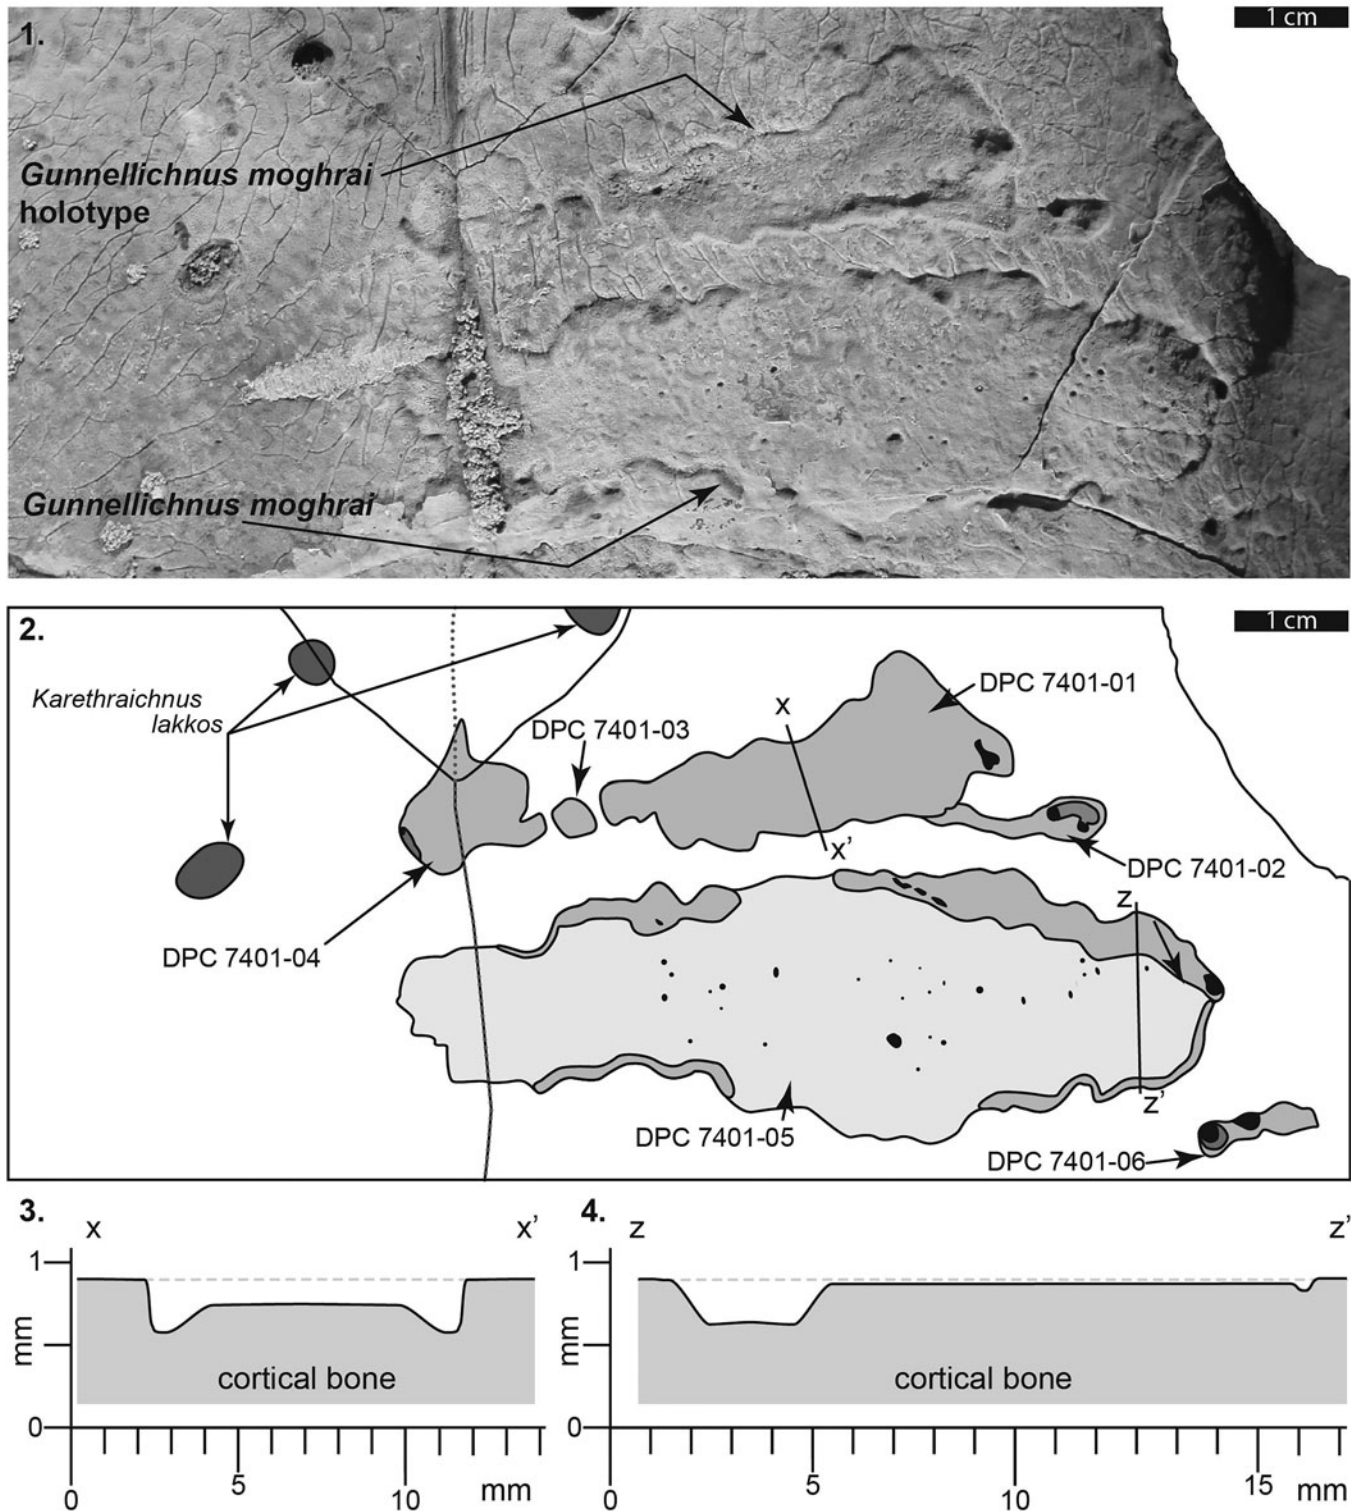 1.
1 cm
Gunnellichnus moghrai
holotype
Gunnellichnus moghrai
2.
1 cm
Karethraichnus
lakkos
DPC 7401-01
x
DPC 7401-03
x'
DPC 7401-02
z
DPC 7401-04
z'
DPC 7401-05
DPC 7401-06
3.
x
x'
1
mm
cortical bone
0
0
5
10
mm
4.
z
z'
1
mm
cortical bone
0
0
5
10
15
mm